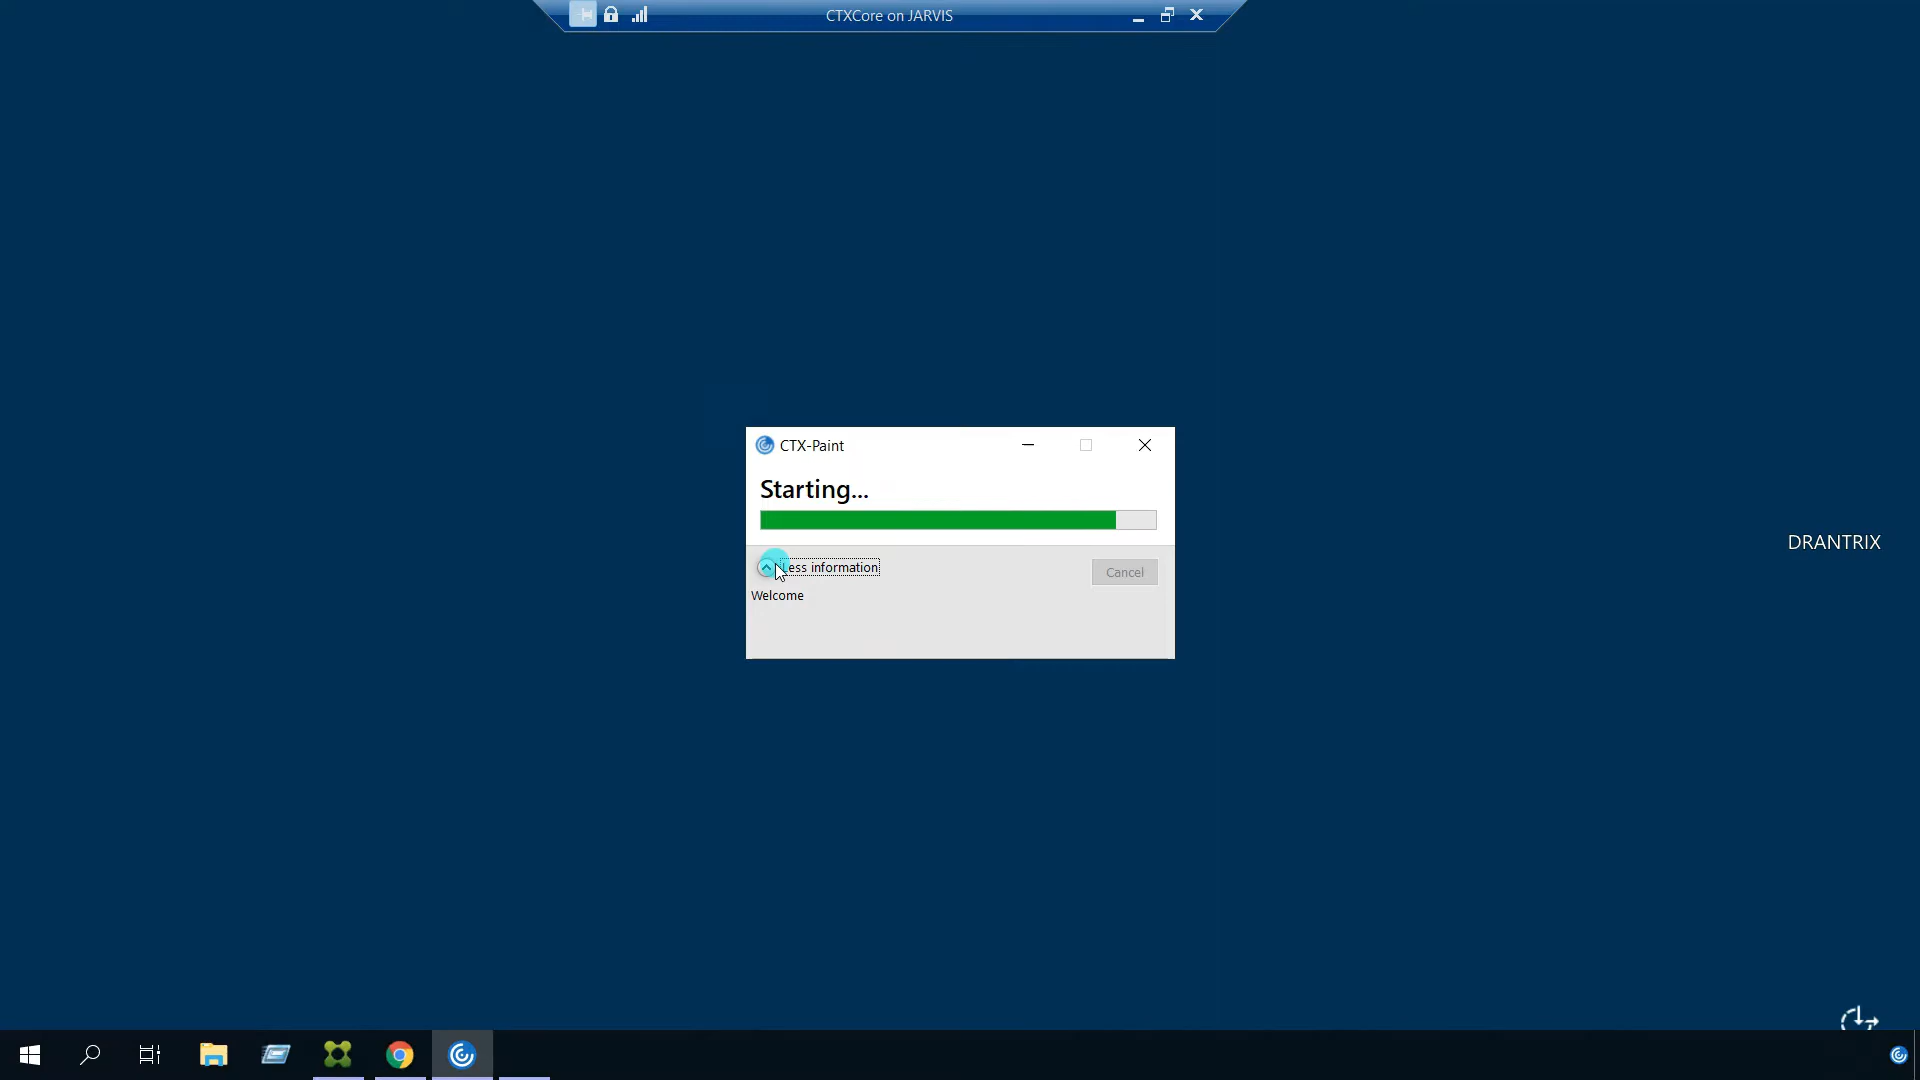 CTXCore on JARVIS
CTX-Paint
Starting...
Less information
Cancel
Welcome
DRANTRIX